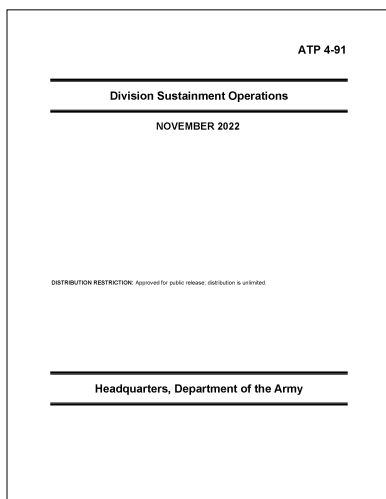 ATP 4-91
Division Sustainment Operations
NOVEMBER 2022
DISTRIBUTION RESTRICTION: Approved for public release; distribution is unlimited.
Headquarters, Department of the Army